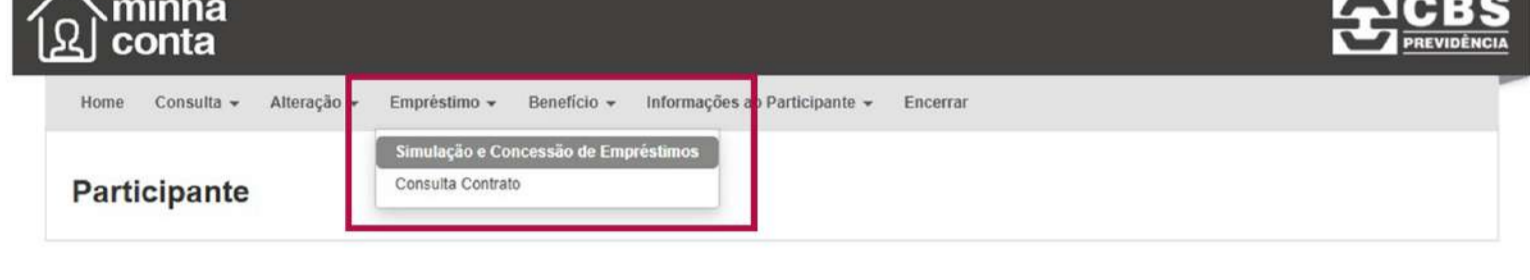 minha
conta
CBS
PREVIDÊNCIA
Home Consulta Alteração Empréstimo Benefício Informações ao Participante Encerrar
Simulação e Concessão de Empréstimos
Consulta Contrato
Participante